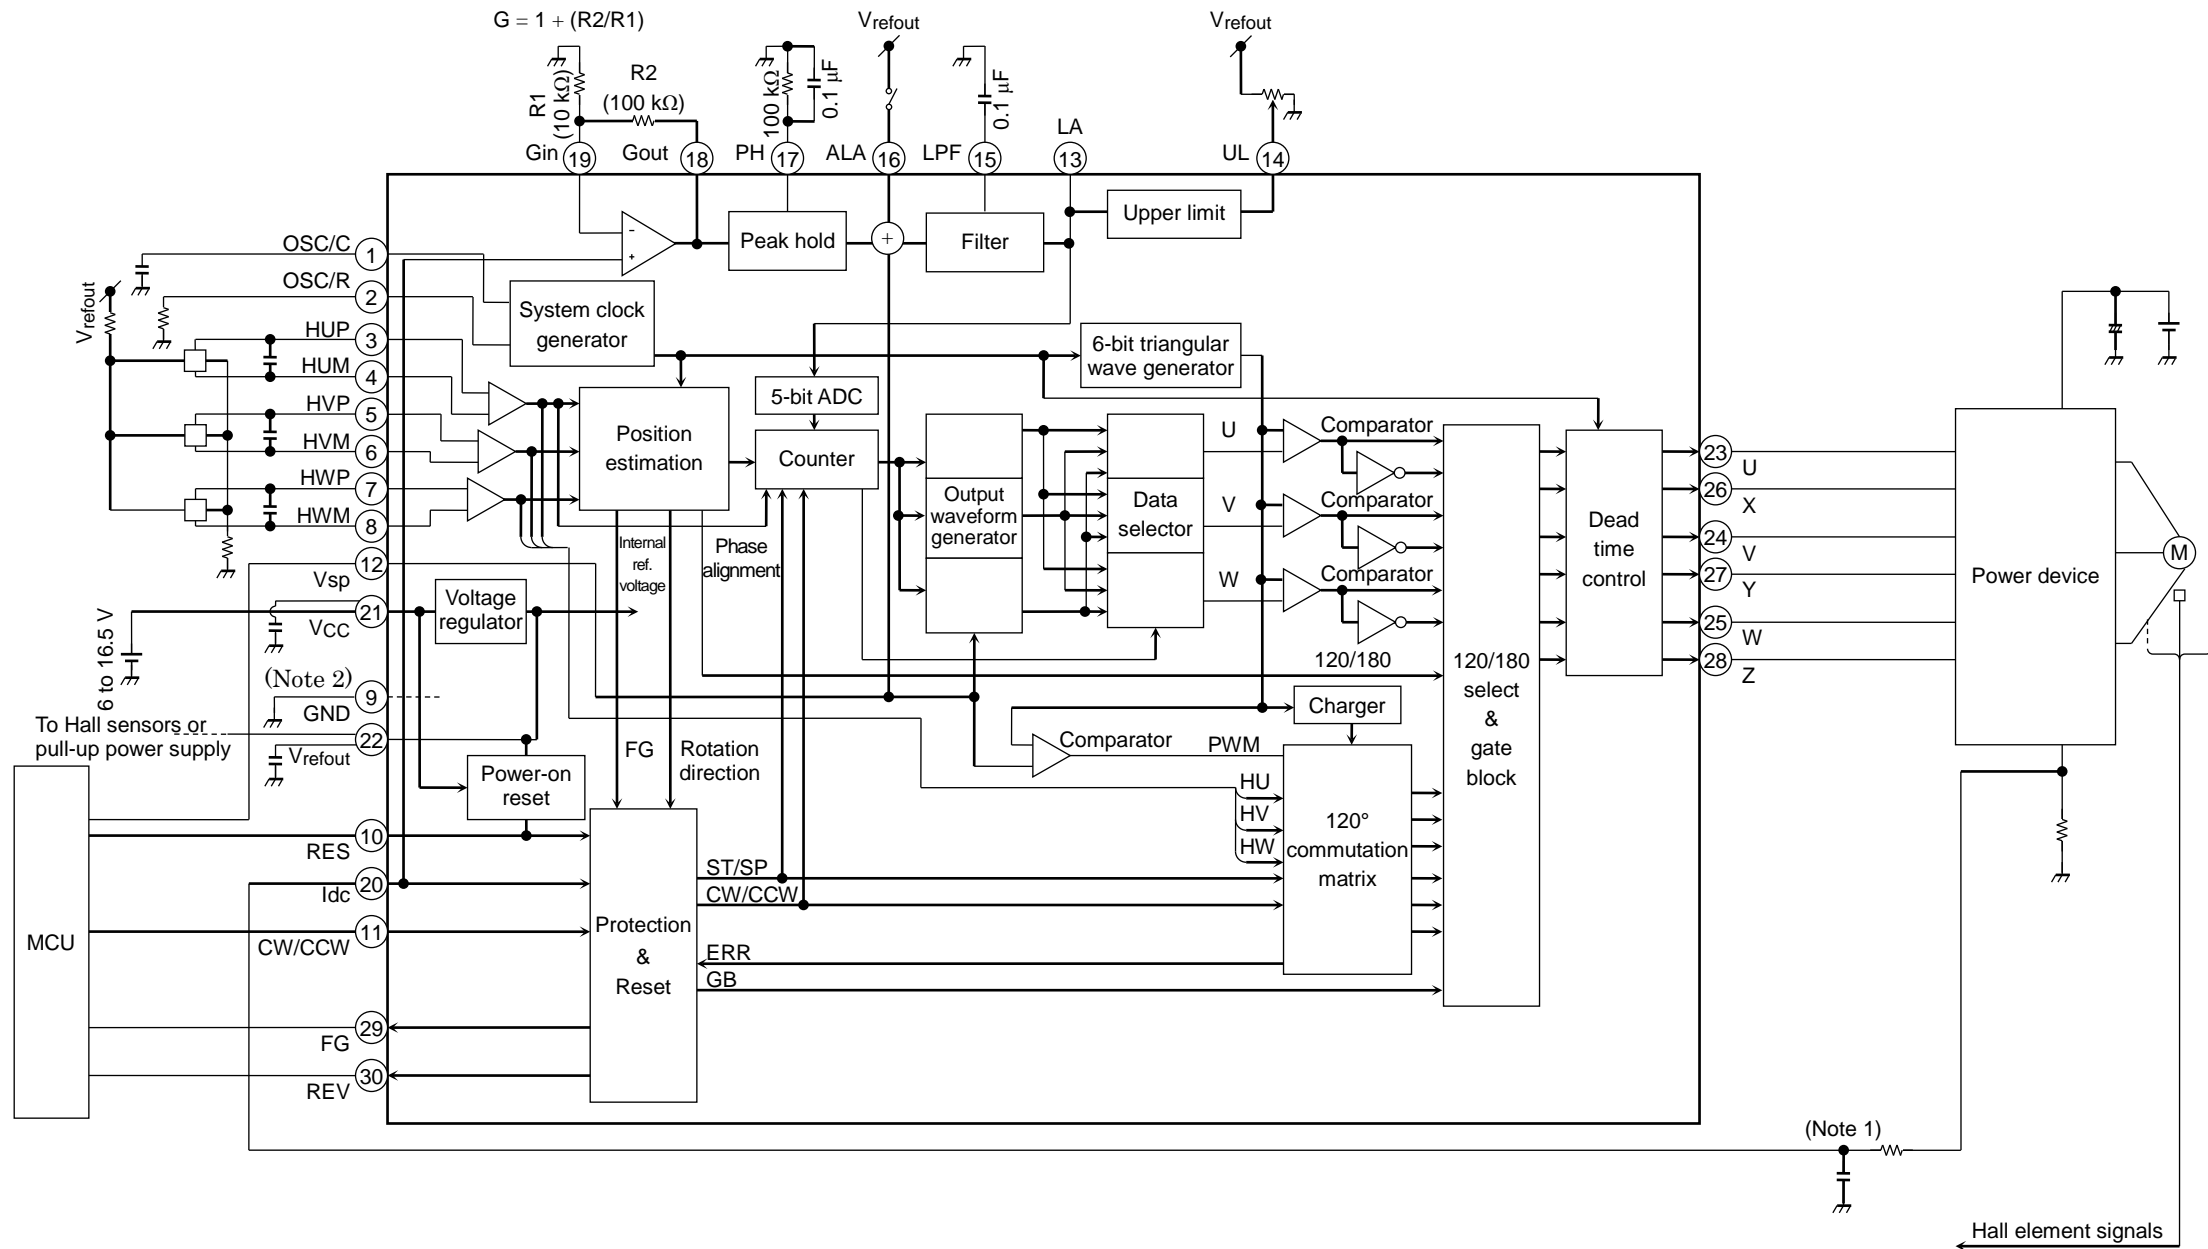 G = 1 + (R2/R1)
Vrefout
Vrefout
R1
(10 kΩ)
R2
(100 kΩ)
100 kΩ
0.1 μF
0.1 μF
Gin
19
Gout
18
PH
17
ALA
16
LPF
15
LA
13
UL
14
Upper limit
-
+
Peak hold
+
Filter
OSC/C
1
OSC/R
2
Vrefout
System clock
generator
HUP
3
HUM
4
HVP
5
HVM
6
HWP
7
HWM
8
6-bit triangular
wave generator
5-bit ADC
Position
estimation
Counter
Output
waveform
generator
Data
selector
U
V
W
Comparator
Comparator
Comparator
120/180
120/180
select
&
gate
block
Dead
time
control
23
U
26
X
24
V
27
Y
25
W
28
Z
Power device
M
12
Vsp
Internal
ref.
voltage
Phase
alignment
21
VCC
Voltage
regulator
6 to 16.5 V
(Note 2)
9
GND
To Hall sensors or
pull-up power supply
22
Vrefout
FG
Rotation
direction
Charger
Comparator
PWM
Power-on
reset
HU
HV
HW
120°
commutation
matrix
MCU
10
RES
20
Idc
11
CW/CCW
29
FG
30
REV
Protection
&
Reset
ST/SP
CW/CCW
ERR
GB
(Note 1)
Hall element signals